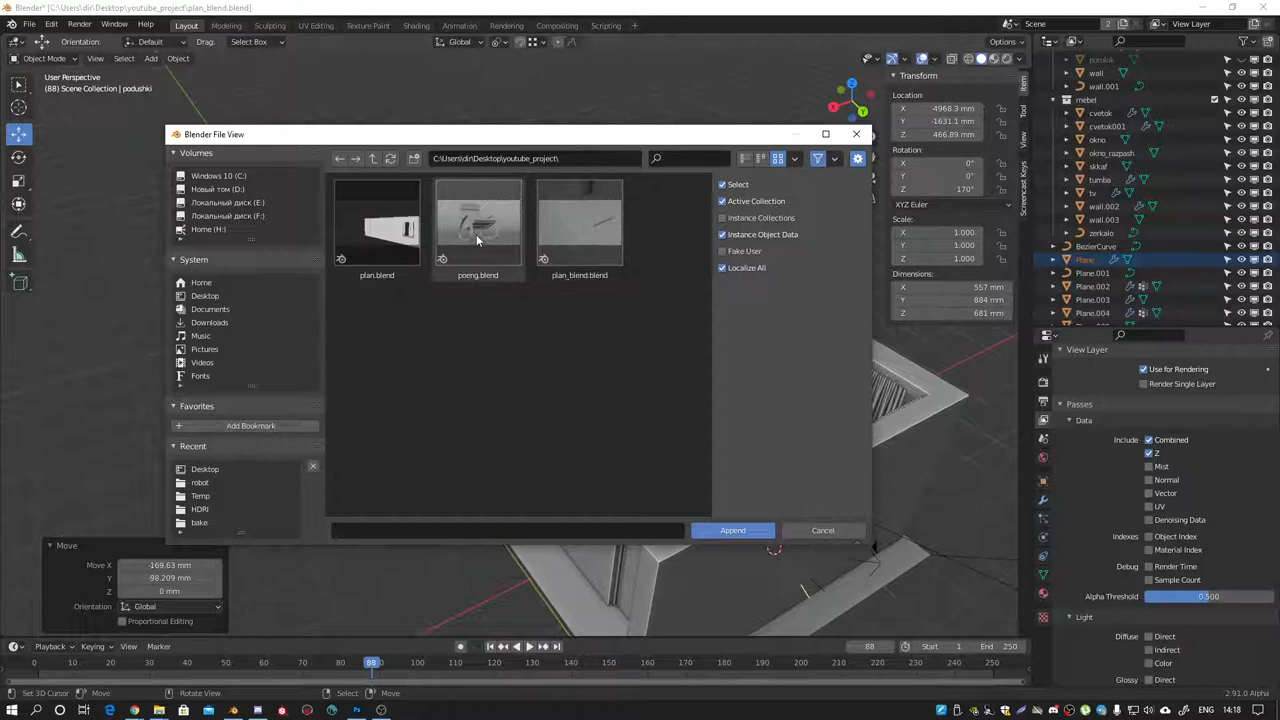 Blender* [C:\Users\dir\Desktop\youtube_project\plan_blend.blend]
File Edit Render Window Help Layout Modeling Sculpting UV Editing Texture Paint Shading Animation Rendering Compositing Scripting Scene 2 View Layer
Orientation: Default Drag: Select Box Global Options
Object Mode View Select Add Object
User Perspective
(88) Scene Collection | podushki
Transform
Location:
X -4968.3 mm
Y -1631.1 mm
Z 466.89 mm
Rotation:
X 0°
Y 0°
Z 170°
XYZ Euler
Scale:
X 1.000
Y 1.000
Z 1.000
Dimensions:
X 557 mm
Y 884 mm
Z 681 mm
Item
Tool
View
Screencast Keys
potolok
wall
wall.001
mebel
cvetok
cvetok001
okno
okno_razpash
skkaf
tumba
tv
wall.002
wall.003
zerkalo
BezierCurve
Plane
Plane.001
Plane.002
Plane.003
Plane.004
Blender File View
Volumes
Windows 10 (C:)
Новый том (D:)
Локальный диск (E:)
Локальный диск (F:)
Home (H:)
System
Home
Desktop
Documents
Downloads
Music
Pictures
Videos
Fonts
Favorites
Add Bookmark
Recent
Desktop
robot
Temp
HDRI
bake
C:\Users\dir\Desktop\youtube_project\
plan.blend poeng.blend plan_blend.blend
Select
Active Collection
Instance Collections
Instance Object Data
Fake User
Localize All
Append Cancel
Move
Move X -169.63 mm
Y -98.209 mm
Z 0 mm
Orientation Global
Proportional Editing
View Layer
Use for Rendering
Render Single Layer
Passes
Data
Include Combined
Z
Mist
Normal
Vector
UV
Denoising Data
Indexes Object Index
Material Index
Debug Render Time
Sample Count
Alpha Threshold 0.500
Light
Diffuse Direct
Indirect
Color
Glossy Direct
Playback Keying View Marker 88 Start 1 End 250
0 10 20 30 40 50 60 70 80 88 90 100 110 120 130 140 150 160 170 180 190 200 210 220 230 240 250
Set 3D Cursor Move Rotate View Select Move 2.91.0 Alpha
ENG 14:18